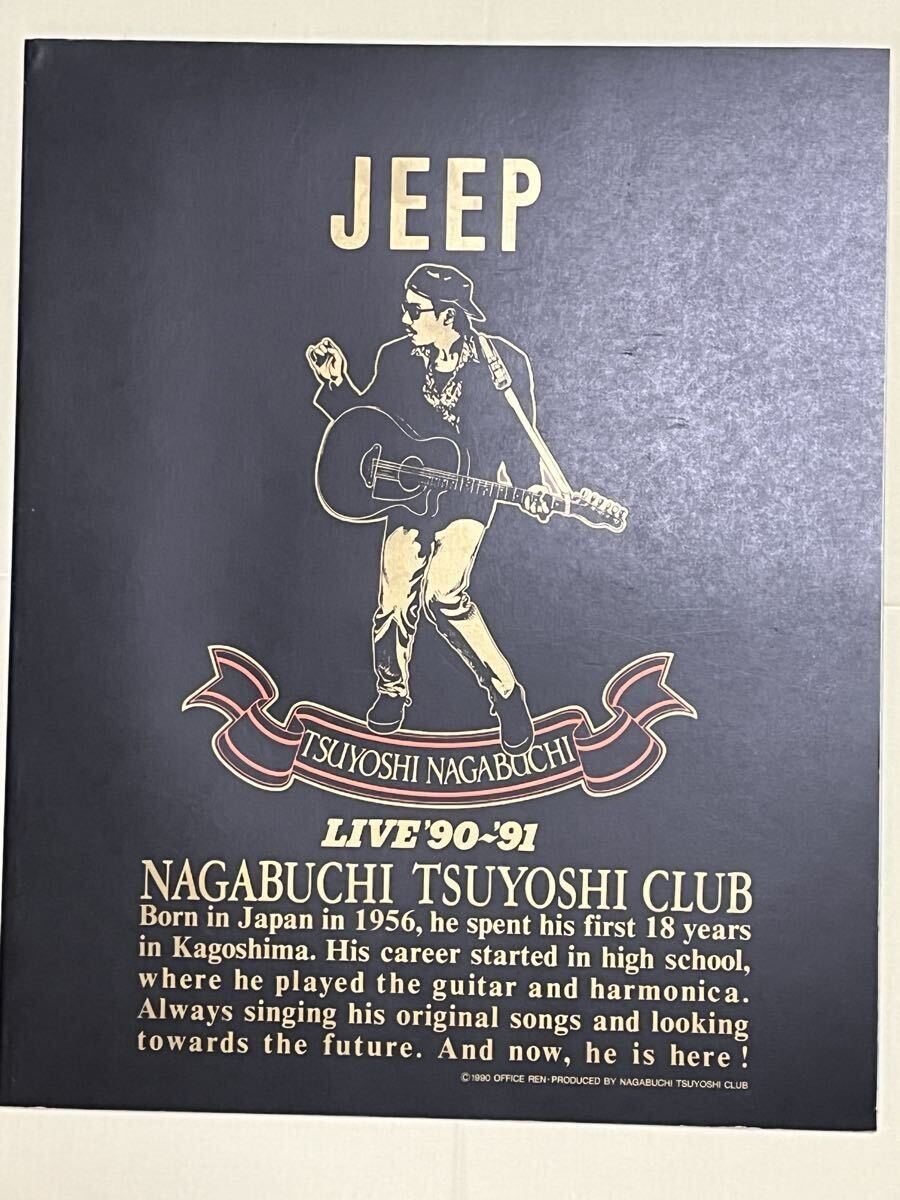 JEEP
TSUYOSHI NAGABUCHI
LIVE '90~'91
NAGABUCHI TSUYOSHI CLUB
Born in Japan in 1956, he spent his first 18 years
in Kagoshima. His career started in high school,
where he played the guitar and harmonica.
Always singing his original songs and looking
towards the future. And now, he is here !
©1990 OFFICE REN·PRODUCED BY NAGABUCHI TSUYOSHI CLUB